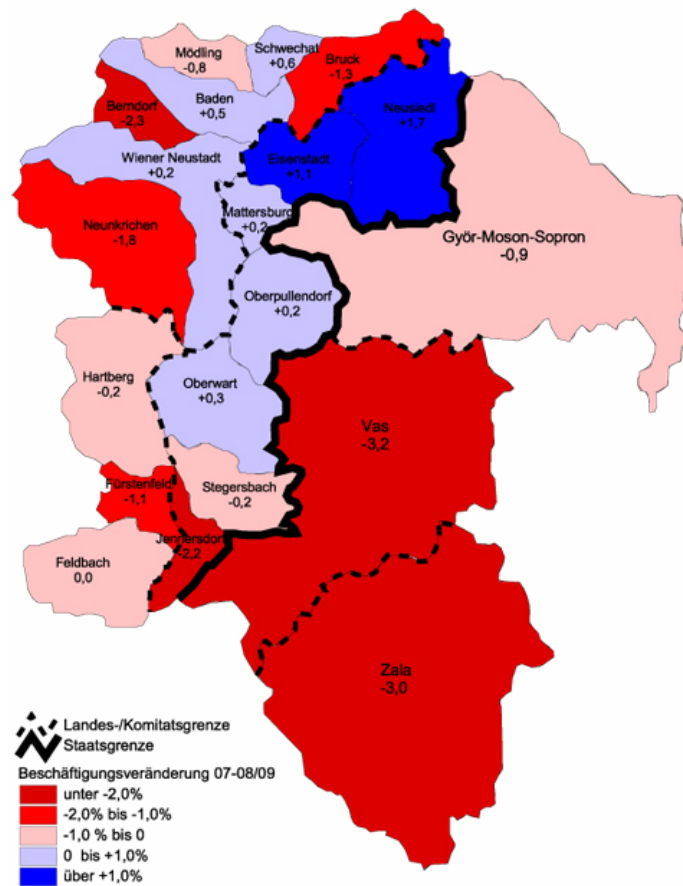 Mödling
-0,8
Schwechat
+0,6
Bruck
-1,3
Berndorf
-2,3
Baden
+0,5
Neusiedl
+1,7
Wiener Neustadt
+0,2
Eisenstadt
+1,1
Neunkrichen
-1,8
Mattersburg
+0,2
Györ-Moson-Sopron
-0,9
Oberpullendorf
+0,2
Hartberg
-0,2
Oberwart
+0,3
Vas
-3,2
Fürstenfeld
-1,1
Stegersbach
-0,2
Jennersdorf
-2,2
Feldbach
0,0
Zala
-3,0
Landes-/Komitatsgrenze
Staatsgrenze
Beschäftigungsveränderung 07-08/09
unter -2,0%
-2,0% bis -1,0%
-1,0 % bis 0
0 bis +1,0%
über +1,0%